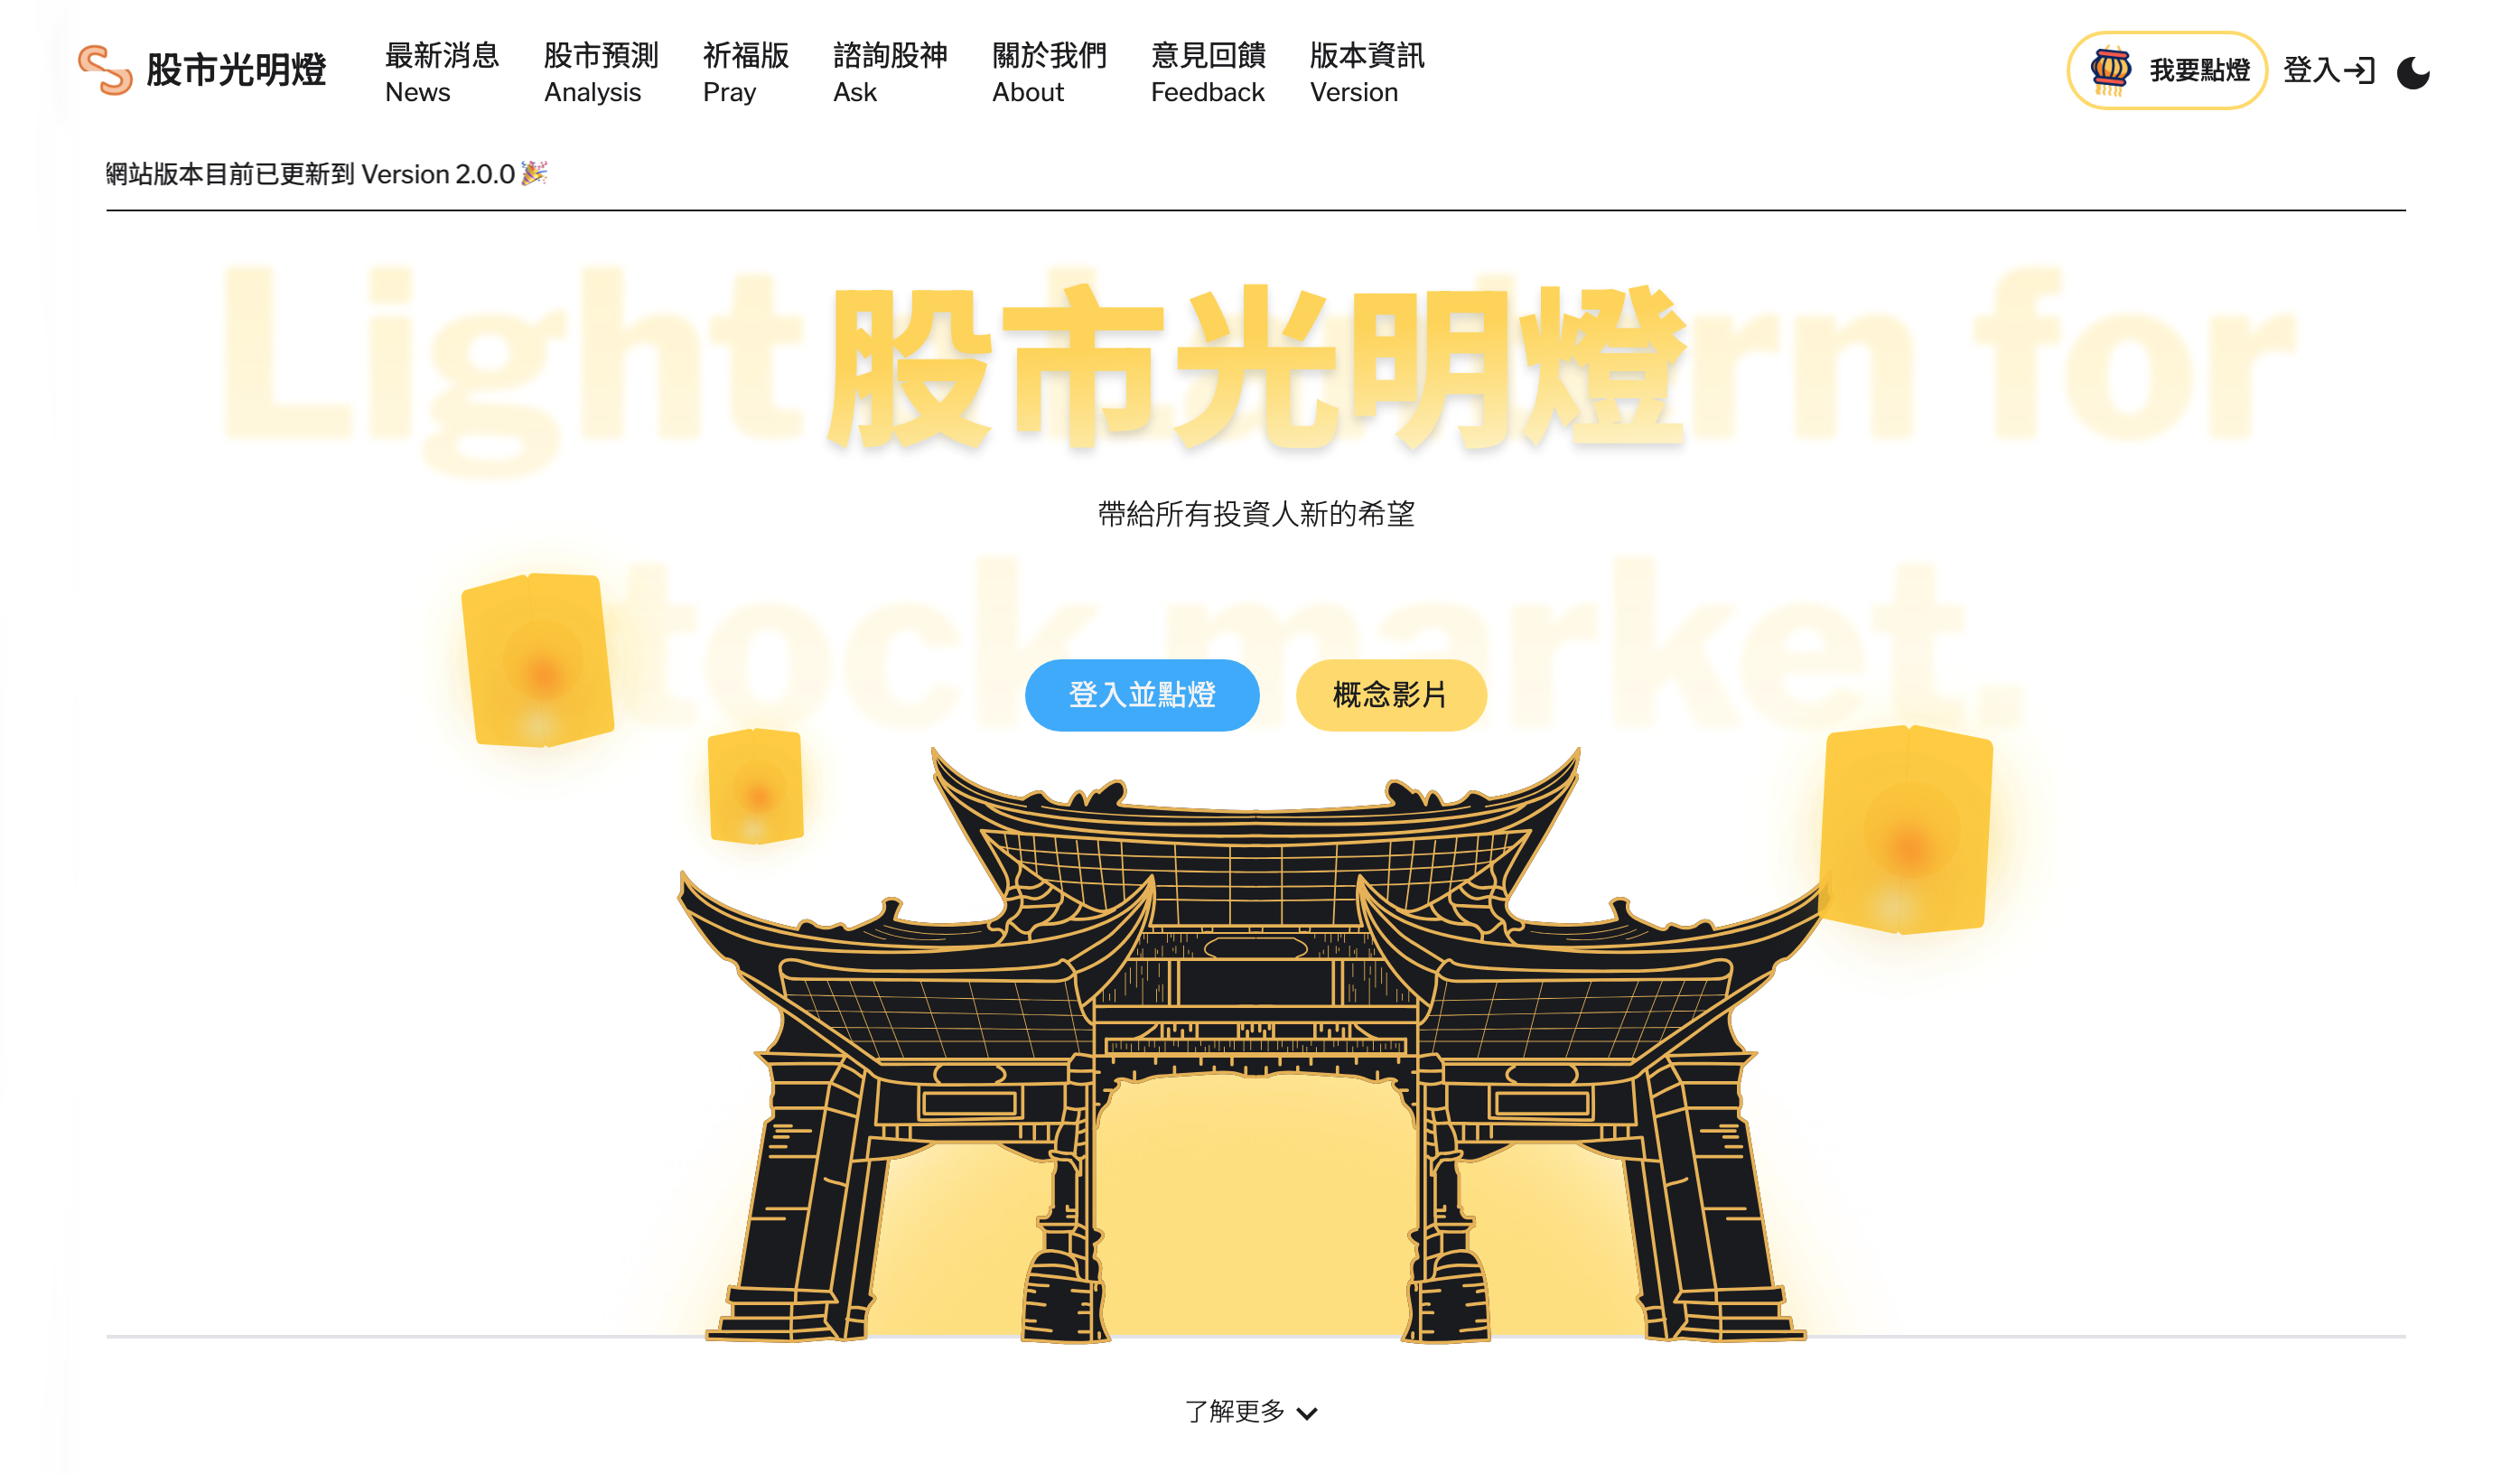 股市光明燈
最新消息
News
股市預測
Analysis
祈福版
Pray
諮詢股神
Ask
關於我們
About
意見回饋
Feedback
版本資訊
Version
我要點燈
登入
網站版本目前已更新到 Version 2.0.0 🎉
Light rn for
股市光明燈
帶給所有投資人新的希望
tock market.
登入並點燈
概念影片
了解更多